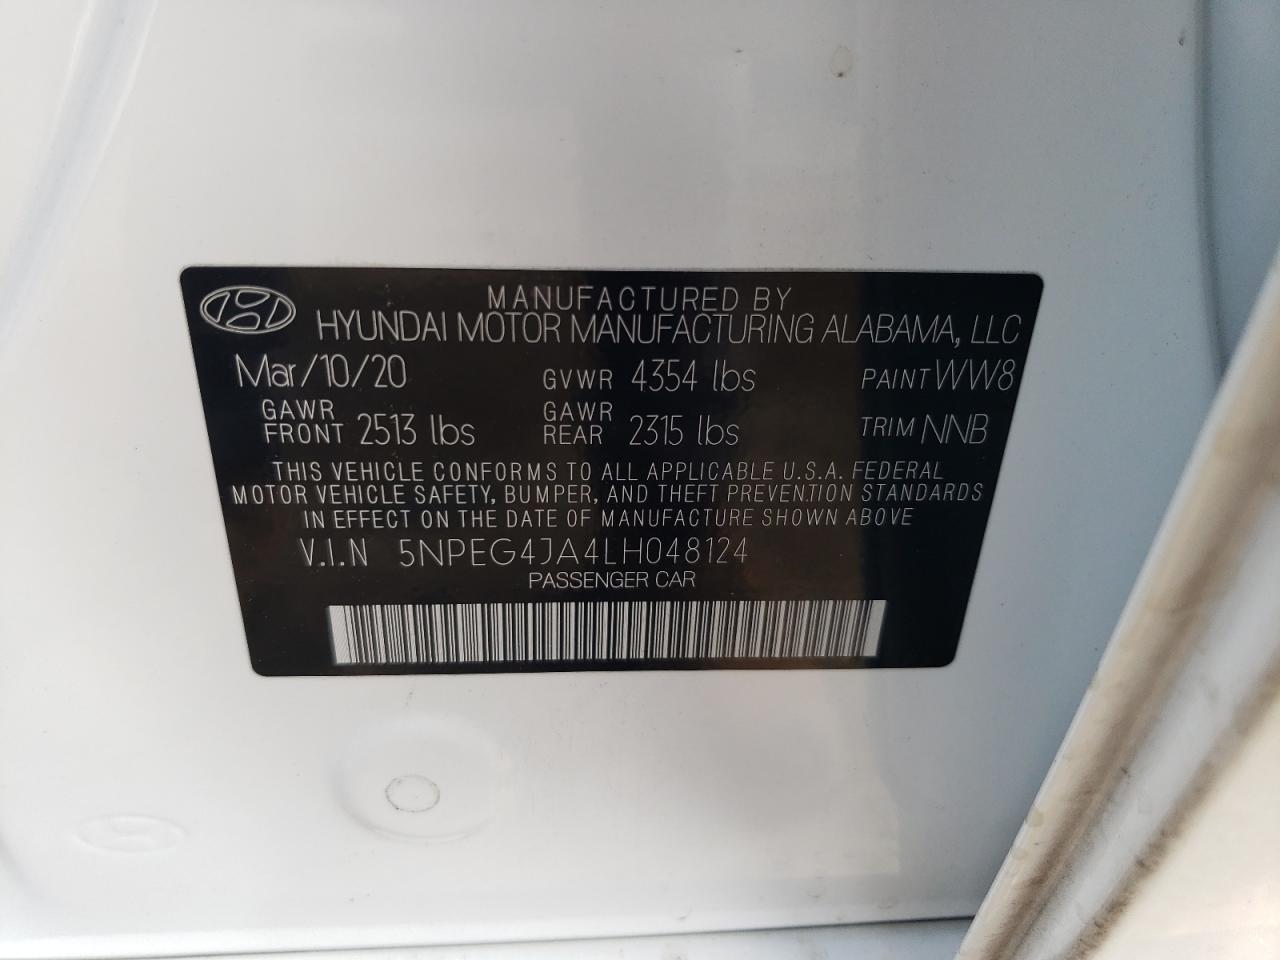 MANUFACTURED BY
HYUNDAI MOTOR MANUFACTURING ALABAMA, LLC
Mar/10/20 GVWR 4354 lbs PAINT WW8
GAWR FRONT 2513 lbs GAWR REAR 2315 lbs TRIM NNB
THIS VEHICLE CONFORMS TO ALL APPLICABLE U.S.A. FEDERAL
MOTOR VEHICLE SAFETY, BUMPER, AND THEFT PREVENTION STANDARDS
IN EFFECT ON THE DATE OF MANUFACTURE SHOWN ABOVE
V.I.N 5NPEG4JA4LH048124
PASSENGER CAR